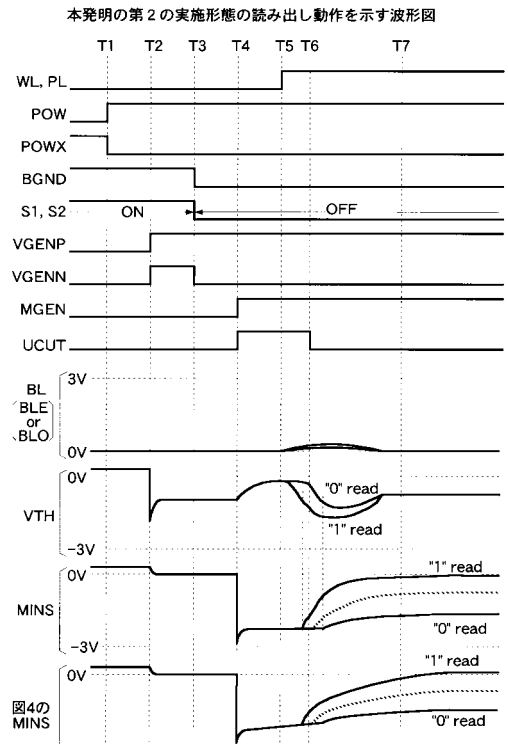 本発明の第２の実施形態の読み出し動作を示す波形図
T1 T2 T3 T4 T5 T6 T7
WL, PL
POW
POWX
BGND
S1, S2 ON OFF
VGENP
VGENN
MGEN
UCUT
BL
BLE
or
BLO
3V
0V
0V
VTH
−3V
"0" read
"1" read
0V
MINS
−3V
"1" read
"0" read
0V
図4の
MINS
"1" read
"0" read